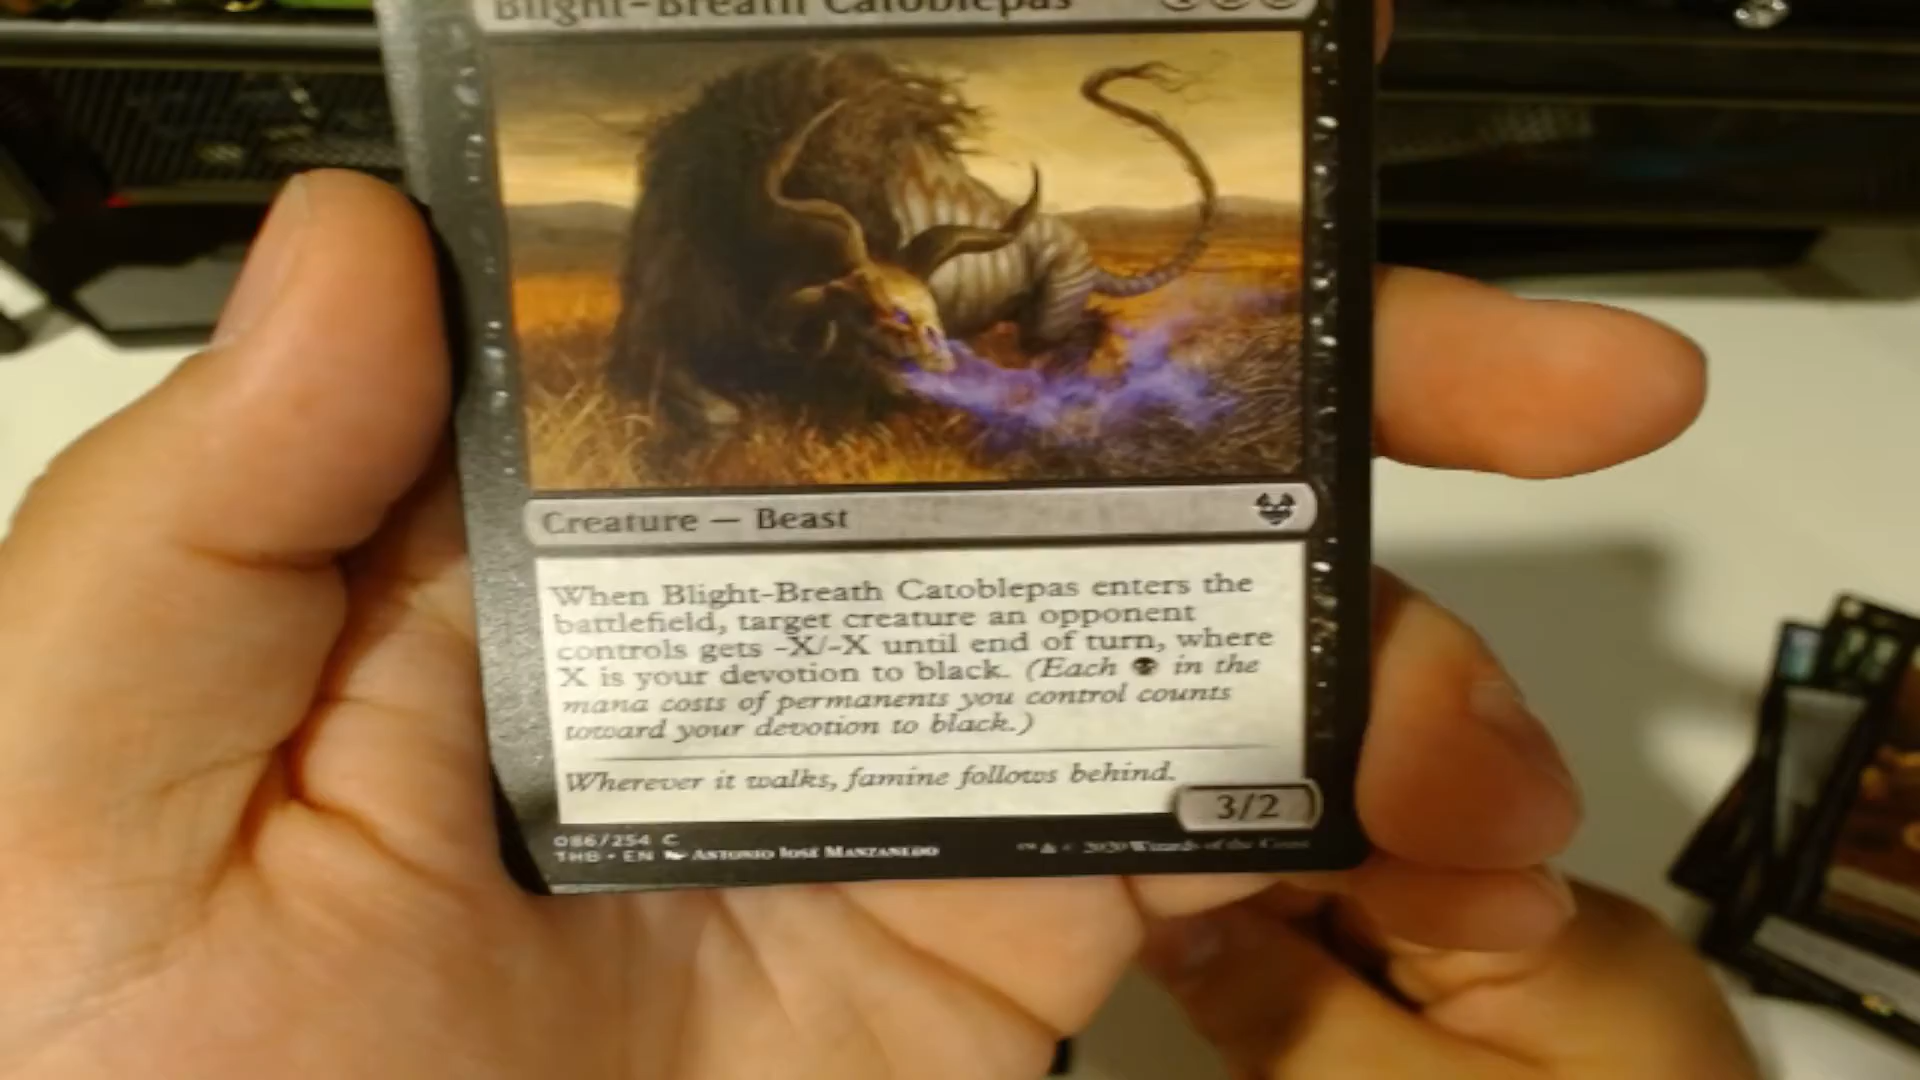 Blight-Breath Catoblepas
Creature — Beast
When Blight-Breath Catoblepas enters the
battlefield, target creature an opponent
controls gets -X/-X until end of turn, where
X is your devotion to black. (Each in the
mana costs of permanents you control counts
toward your devotion to black.)
Wherever it walks, famine follows behind.
3/2
086/254 C
THB • EN Antonio José Manzanedo
™ & © 2020 Wizards of the Coast